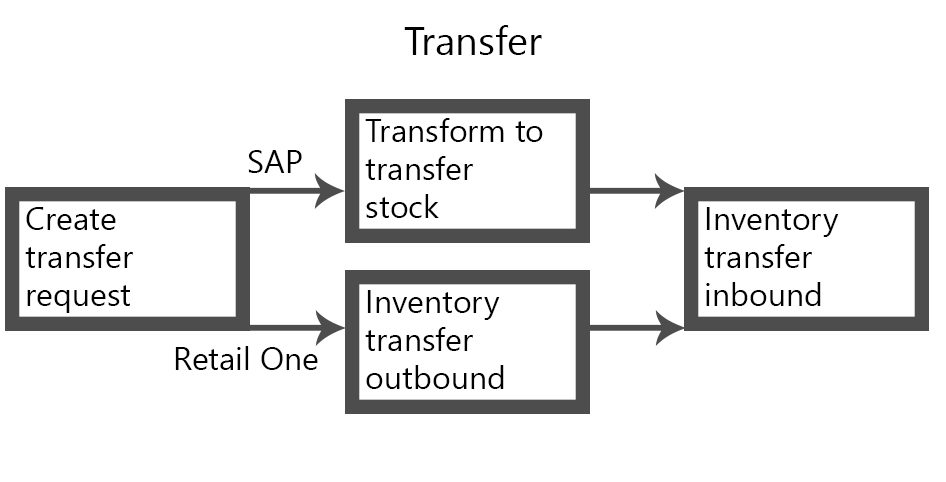 Transfer
SAP
Transform to
transfer
stock
Create
transfer
request
Inventory
transfer
inbound
Inventory
transfer
outbound
Retail One